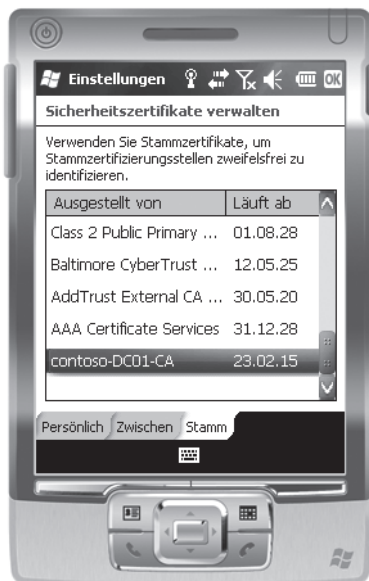 Einstellungen OK
Sicherheitszertifikate verwalten
Verwenden Sie Stammzertifikate, um
Stammzertifizierungsstellen zweifelsfrei zu
identifizieren.
Ausgestellt von Läuft ab
Class 2 Public Primary ... 01.08.28
Baltimore CyberTrust ... 12.05.25
AddTrust External CA ... 30.05.20
AAA Certificate Services 31.12.28
contoso-DC01-CA 23.02.15
Persönlich Zwischen Stamm